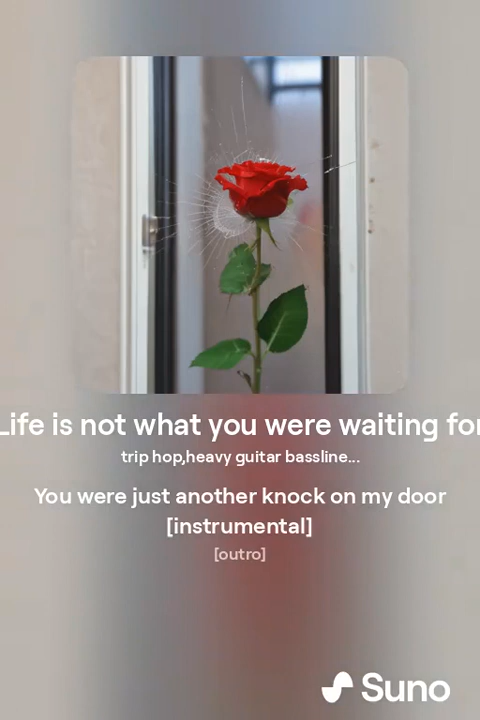 Life is not what you were waiting for
trip hop,heavy guitar bassline...
You were just another knock on my door
[instrumental]
[outro]
Suno